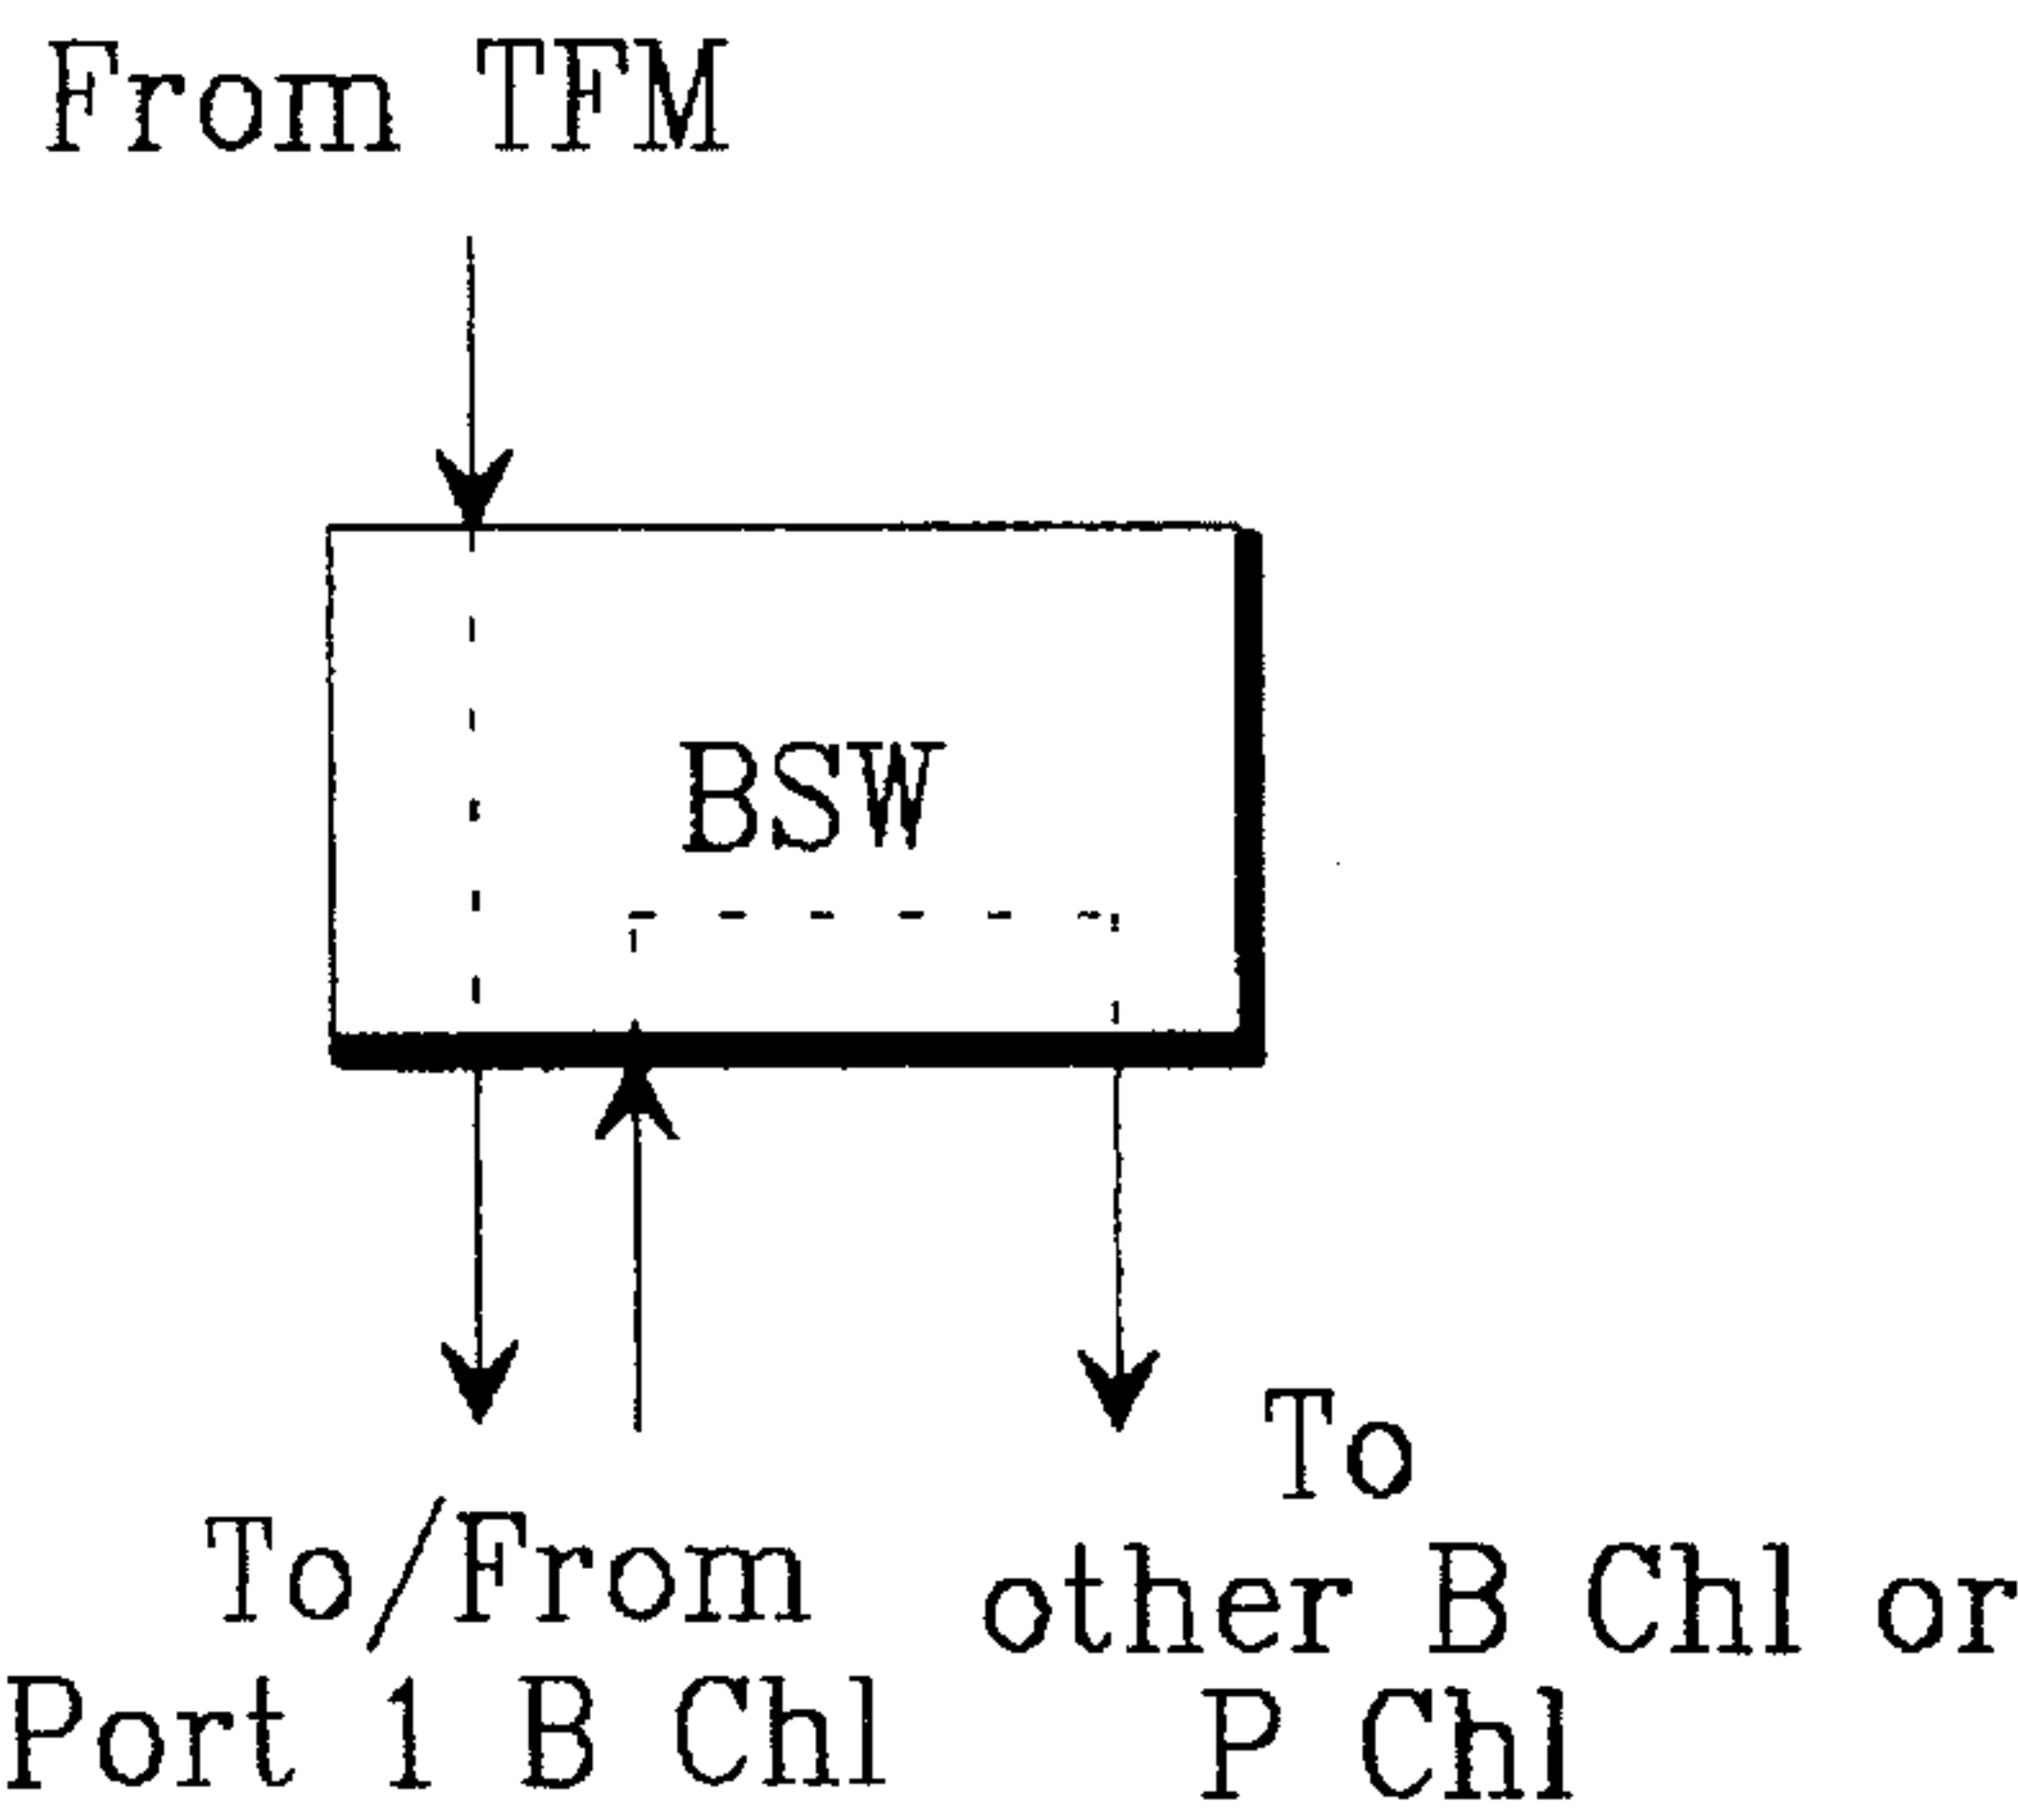 From TFM
BSW
To/From
Port 1 B Chl
To
other B Chl or
P Chl